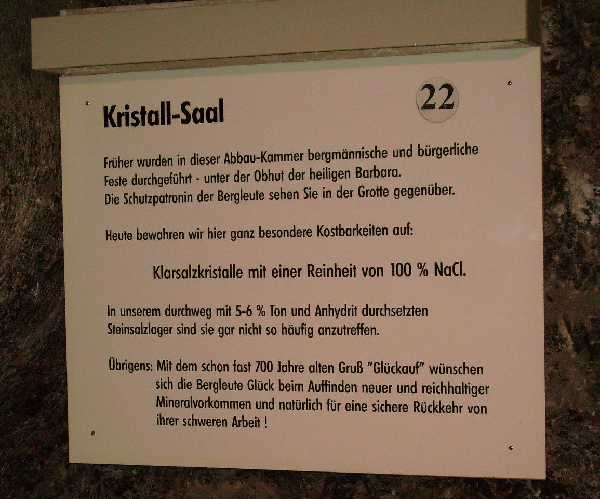 Kristall-Saal
22
Früher wurden in dieser Abbau-Kammer bergmännische und bürgerliche
Feste durchgeführt - unter der Obhut der heiligen Barbara.
Die Schutzpatronin der Bergleute sehen Sie in der Grotte gegenüber.
Heute bewahren wir hier ganz besondere Kostbarkeiten auf:
Klarsalzkristalle mit einer Reinheit von 100 % NaCl.
In unserem durchweg mit 5-6 % Ton und Anhydrit durchsetzten
Steinsalzlager sind sie gar nicht so häufig anzutreffen.
Übrigens: Mit dem schon fast 700 Jahre alten Gruß "Glückauf" wünschen
sich die Bergleute Glück beim Auffinden neuer und reichhaltiger
Mineralvorkommen und natürlich für eine sichere Rückkehr von
ihrer schweren Arbeit !